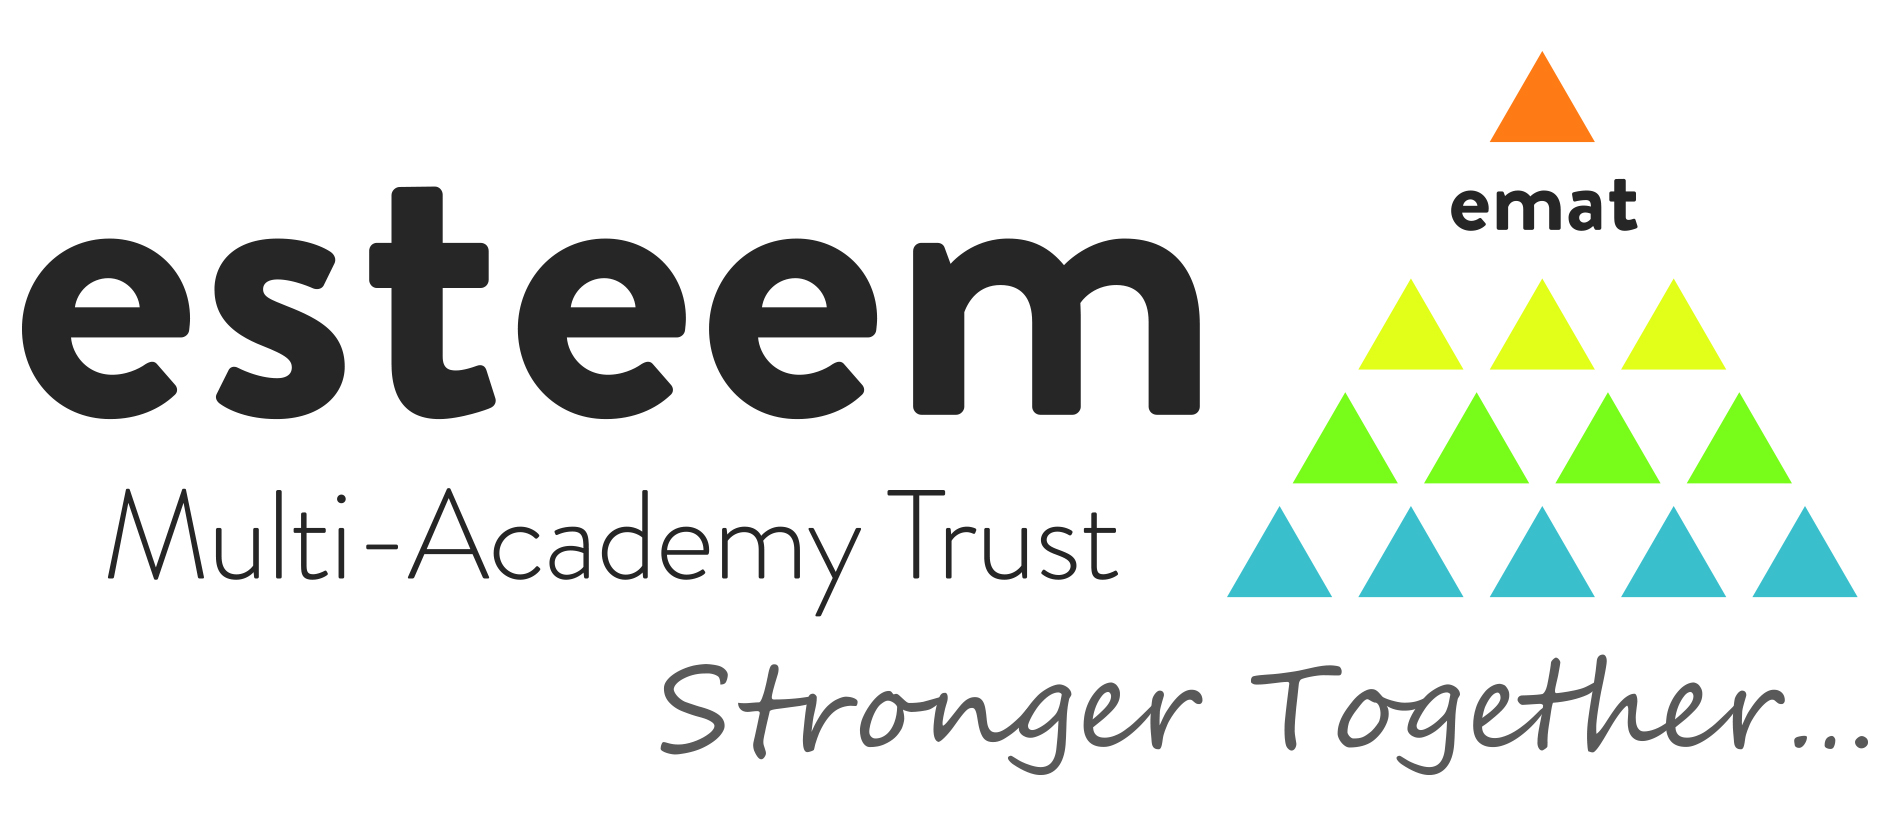 esteem
emat
Multi-Academy Trust
Stronger Together...